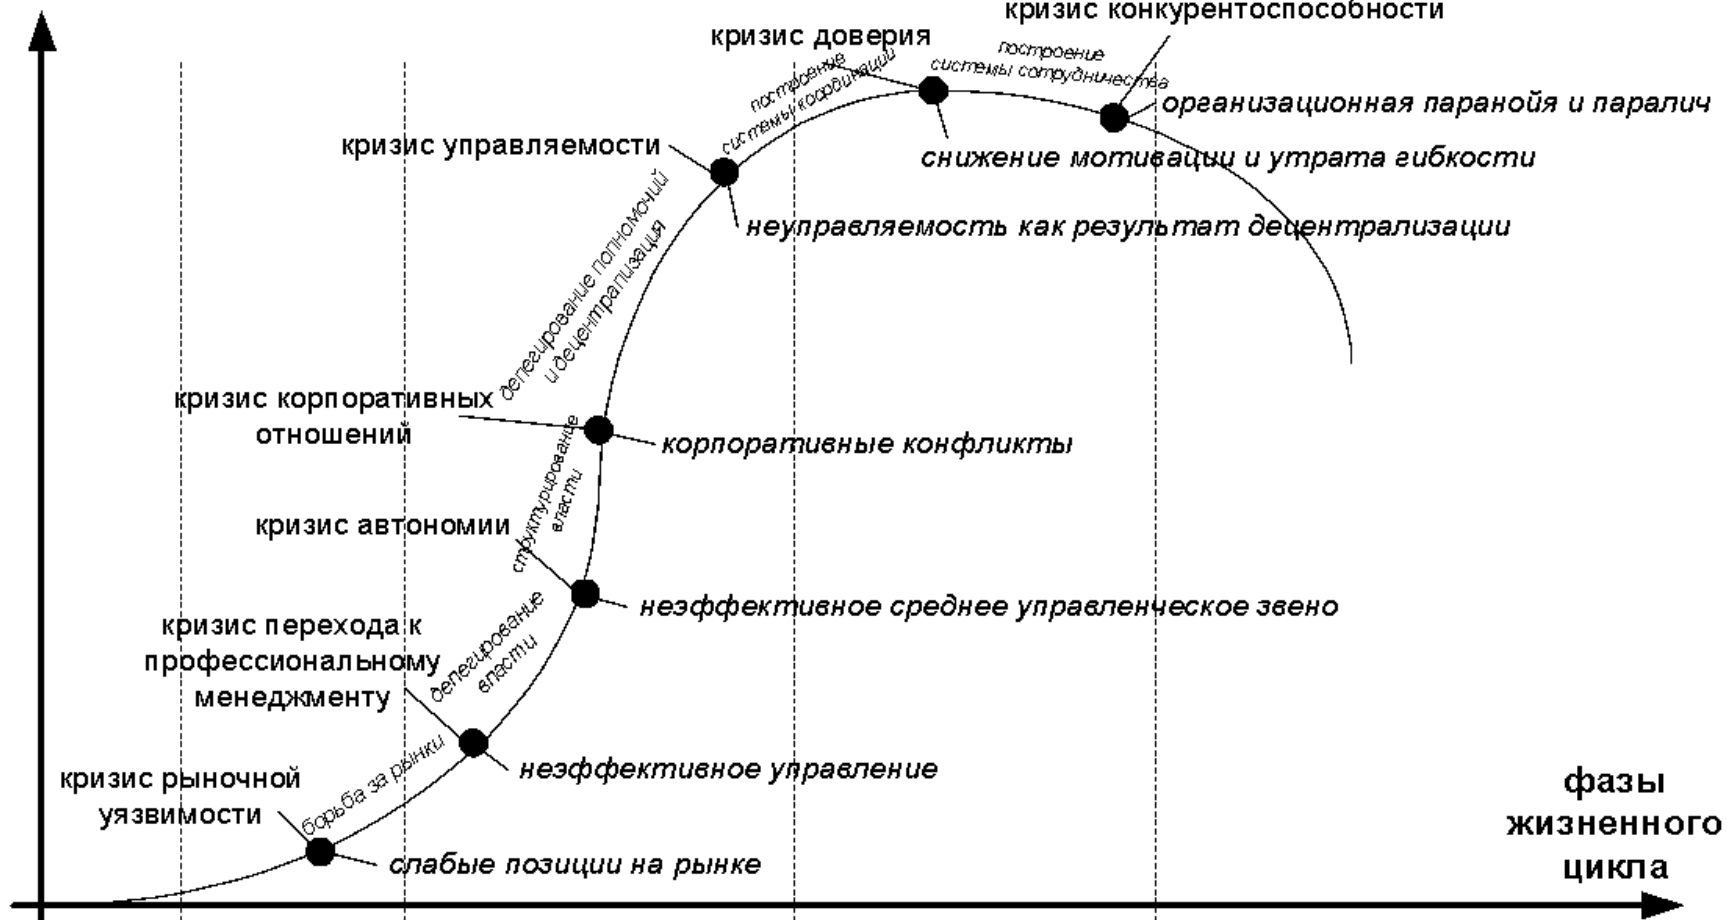 кризис конкурентоспособности
кризис доверия
построение
системы сотрудничества
построение
системы координации
организационная паранойя и паралич
кризис управляемости
снижение мотивации и утрата гибкости
неуправляемость как результат децентрализации
делегирование полномочий
и децентрализация
кризис корпоративных
отношений
корпоративные конфликты
структурирование
власти
кризис автономии
неэффективное среднее управленческое звено
кризис перехода к
профессиональному
менеджменту
делегирование
власти
неэффективное управление
борьба за рынки
кризис рыночной
уязвимости
слабые позиции на рынке
фазы
жизненного
цикла